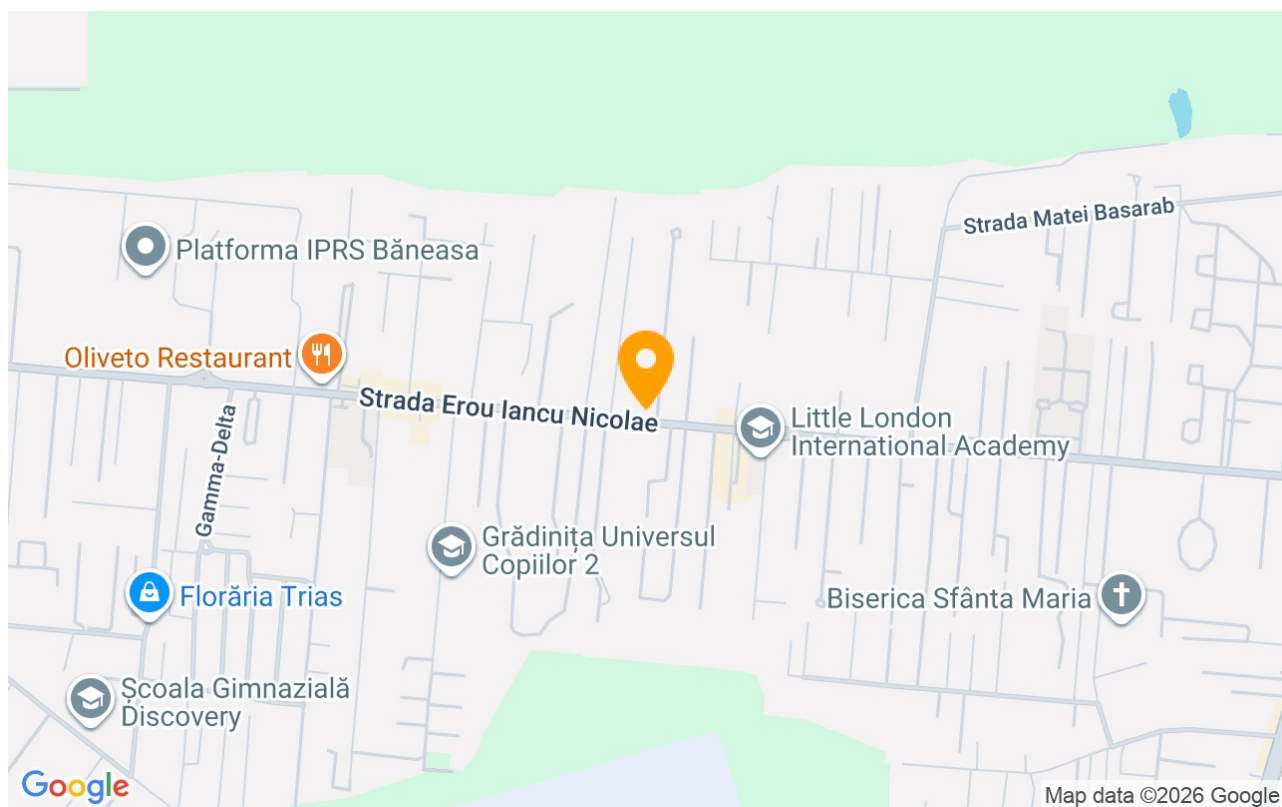 Strada Matei Basarab
Platforma IPRS Băneasa
Oliveto Restaurant
Strada Erou Iancu Nicolae
Little London
International Academy
Gamma-Delta
Grădinița Universul
Copiilor 2
Florăria Trias
Biserica Sfânta Maria
Școala Gimnazială
Discovery
Google
Map data ©2026 Google